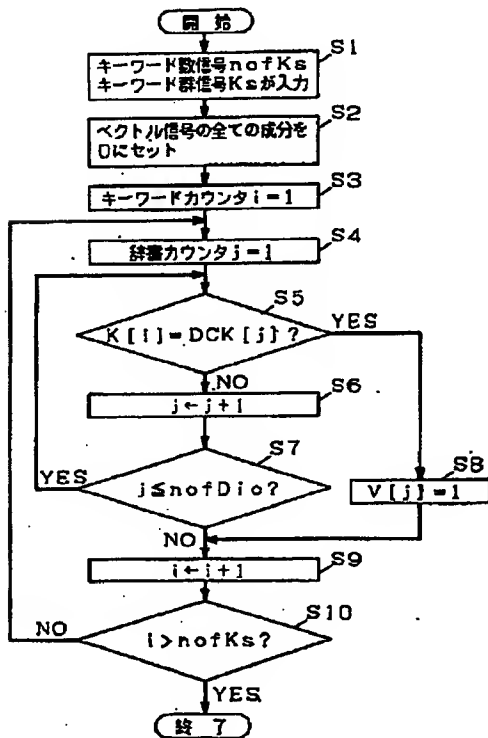 開 始
S1
キーワード数信号nofKs
キーワード群信号Ksが入力
S2
ベクトル信号の全ての成分を
0にセット
S3
キーワードカウンタi=1
S4
辞書カウンタj=1
S5
K[i]=DCK[j]?
YES
NO
S6
j←j+1
S7
YES
j≦nofDic?
S8
V[j]=1
NO
S9
i←i+1
S10
NO
i>nofKs?
YES
終 了